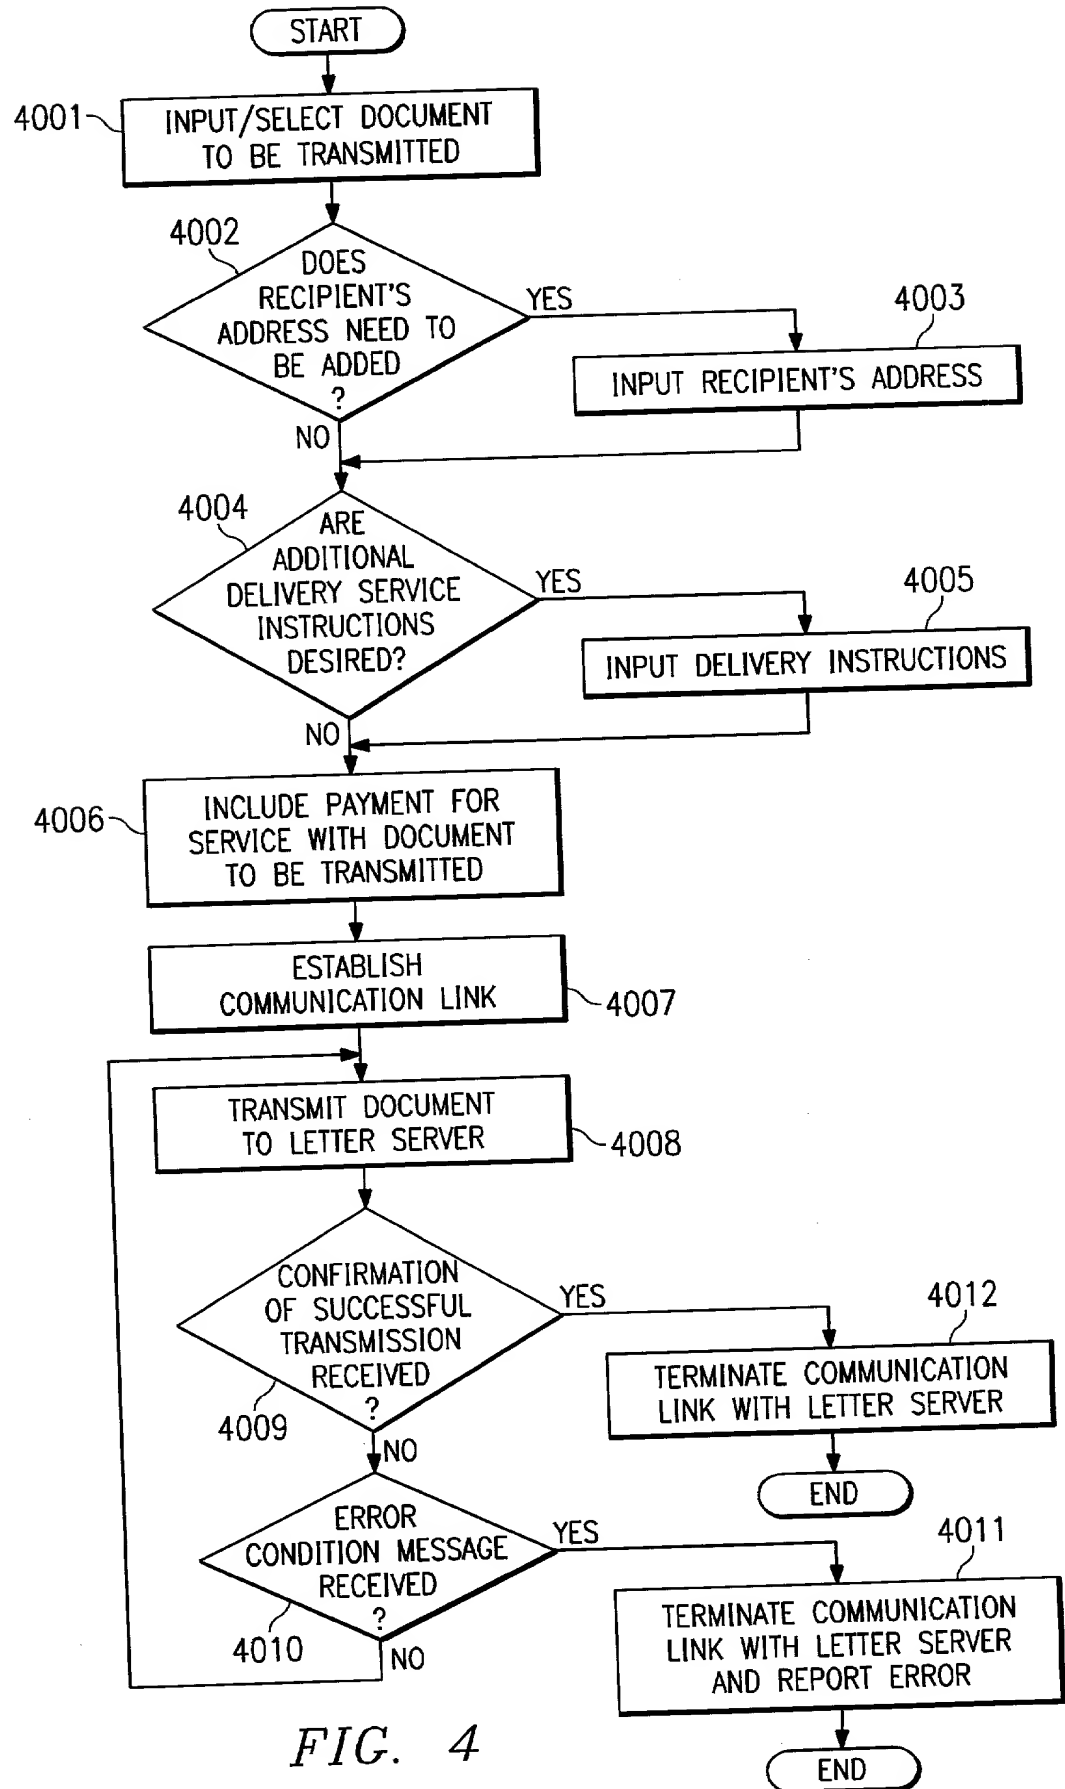 START
4001
INPUT/SELECT DOCUMENT
TO BE TRANSMITTED
4002
DOES
RECIPIENT'S
ADDRESS NEED TO
BE ADDED
?
YES
NO
4003
INPUT RECIPIENT'S ADDRESS
4004
ARE
ADDITIONAL
DELIVERY SERVICE
INSTRUCTIONS
DESIRED?
YES
NO
4005
INPUT DELIVERY INSTRUCTIONS
4006
INCLUDE PAYMENT FOR
SERVICE WITH DOCUMENT
TO BE TRANSMITTED
ESTABLISH
COMMUNICATION LINK
4007
TRANSMIT DOCUMENT
TO LETTER SERVER
4008
CONFIRMATION
OF SUCCESSFUL
TRANSMISSION
RECEIVED
?
4009
YES
NO
4012
TERMINATE COMMUNICATION
LINK WITH LETTER SERVER
END
ERROR
CONDITION MESSAGE
RECEIVED
?
4010
YES
NO
4011
TERMINATE COMMUNICATION
LINK WITH LETTER SERVER
AND REPORT ERROR
END
FIG. 4